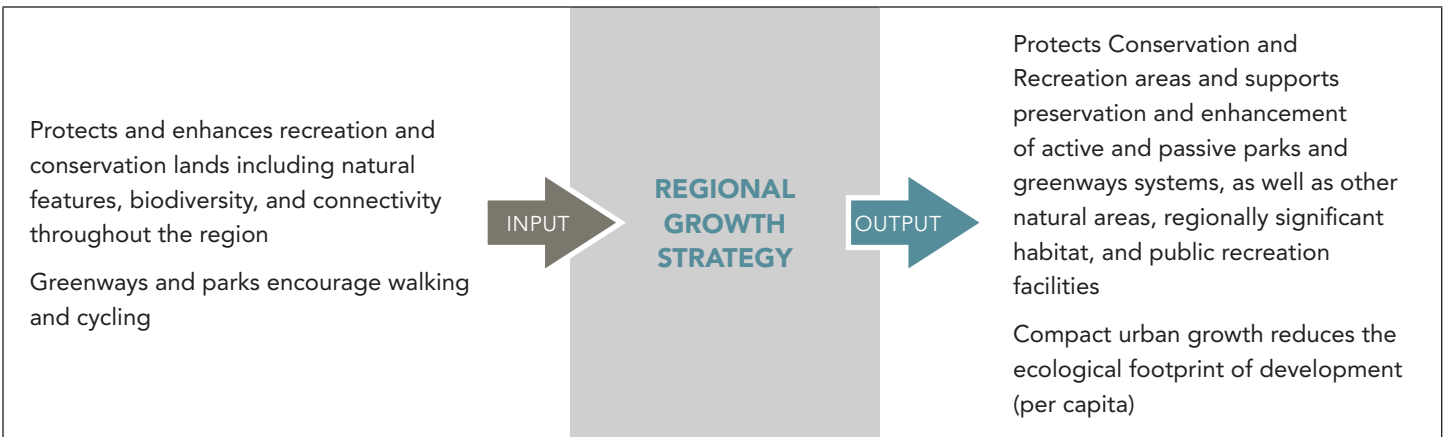 Protects and enhances recreation and
conservation lands including natural
features, biodiversity, and connectivity
throughout the region
Greenways and parks encourage walking
and cycling
INPUT
REGIONAL
GROWTH
STRATEGY
OUTPUT
Protects Conservation and
Recreation areas and supports
preservation and enhancement
of active and passive parks and
greenways systems, as well as other
natural areas, regionally significant
habitat, and public recreation
facilities
Compact urban growth reduces the
ecological footprint of development
(per capita)